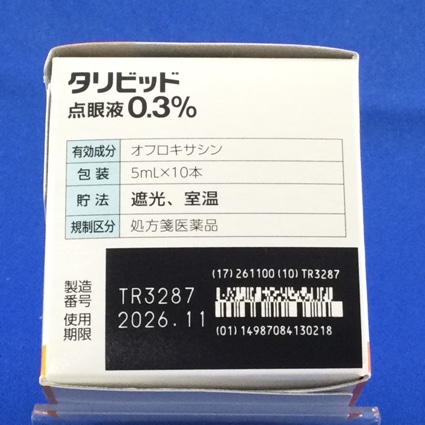 タリビッド
点眼液 0.3%
有効成分 オフロキサシン
包装 5mL×10本
貯法 遮光、室温
規制区分 処方箋医薬品
(17)261100(10)TR3287
製造番号 TR3287
使用期限 2026.11
(01)14987084130218